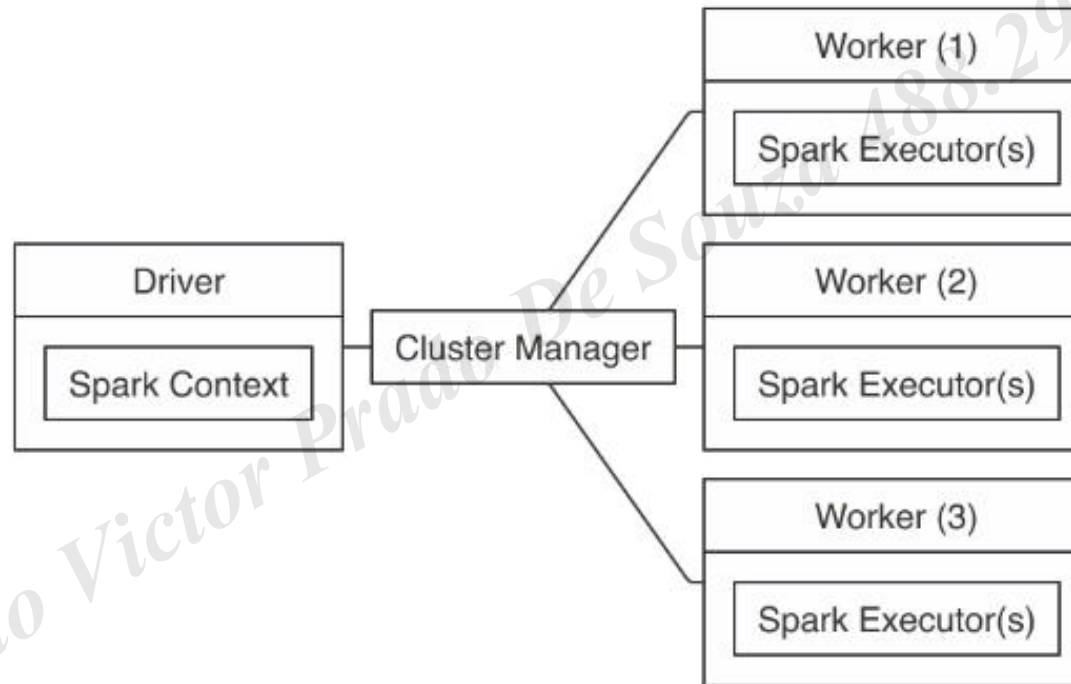 Worker (1)
Spark Executor(s)
Driver
Spark Context
Cluster Manager
Worker (2)
Spark Executor(s)
Worker (3)
Spark Executor(s)
Victor Prado De Souza 488.29